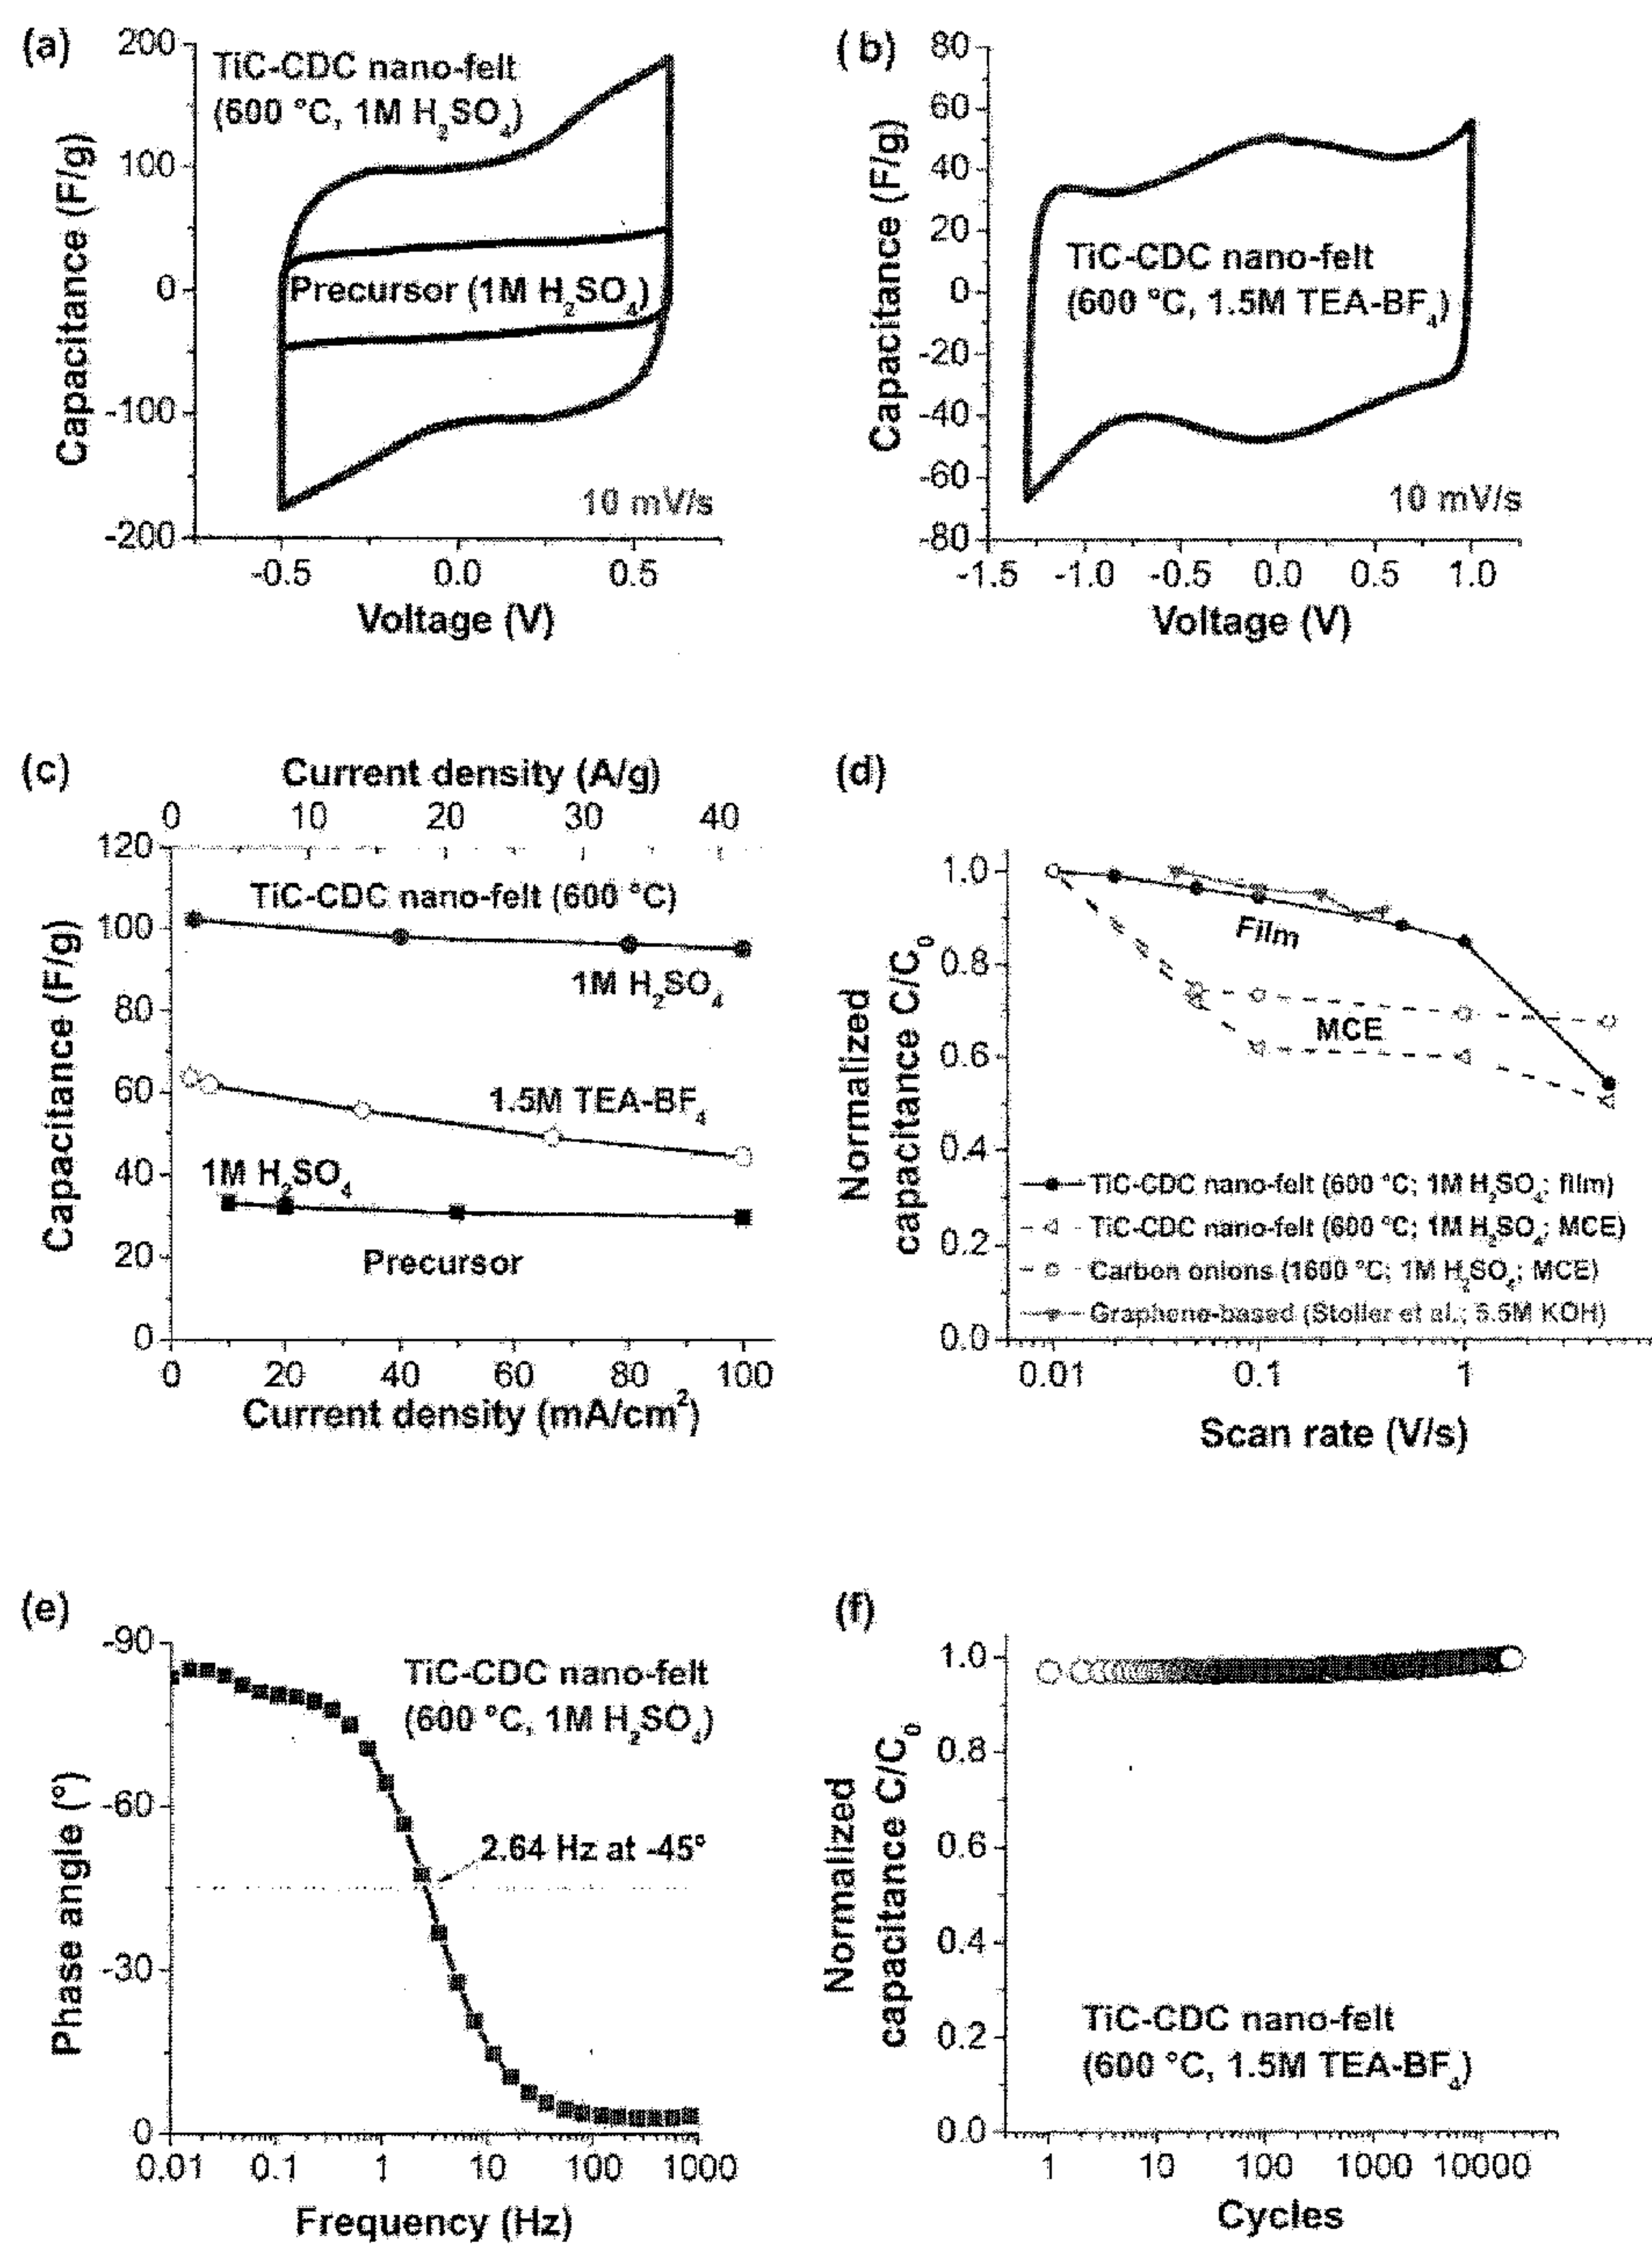 (a)
200
100
0
-100
-200
Capacitance (F/g)
TiC-CDC nano-felt
(600 °C, 1M H₂SO₄)
Precursor (1M H₂SO₄)
10 mV/s
-0.5 0.0 0.5
Voltage (V)
(b)
80
60
40
20
0
-20
-40
-60
-80
Capacitance (F/g)
TiC-CDC nano-felt
(600 °C, 1.5M TEA-BF₄)
10 mV/s
-1.5 -1.0 -0.5 0.0 0.5 1.0
Voltage (V)
(c)
Current density (A/g)
0 10 20 30 40
120
100
80
60
40
20
0
Capacitance (F/g)
TiC-CDC nano-felt (600 °C)
1M H₂SO₄
1.5M TEA-BF₄
1M H₂SO₄
Precursor
0 20 40 60 80 100
Current density (mA/cm²)
(d)
1.0
0.8
0.6
0.4
0.2
0.0
Normalized
capacitance C/C₀
Film
MCE
TiC-CDC nano-felt (600 °C; 1M H₂SO₄; film)
TiC-CDC nano-felt (600 °C; 1M H₂SO₄; MCE)
Carbon onions (1800 °C; 1M H₂SO₄; MCE)
Graphene-based (Stoller et al.; 5.5M KOH)
0.01 0.1 1
Scan rate (V/s)
(e)
-90
-60
-30
0
Phase angle (°)
TiC-CDC nano-felt
(600 °C, 1M H₂SO₄)
2.64 Hz at -45°
0.01 0.1 1 10 100 1000
Frequency (Hz)
(f)
1.0
0.8
0.6
0.4
0.2
0.0
Normalized
capacitance C/C₀
TiC-CDC nano-felt
(600 °C, 1.5M TEA-BF₄)
1 10 100 1000 10000
Cycles